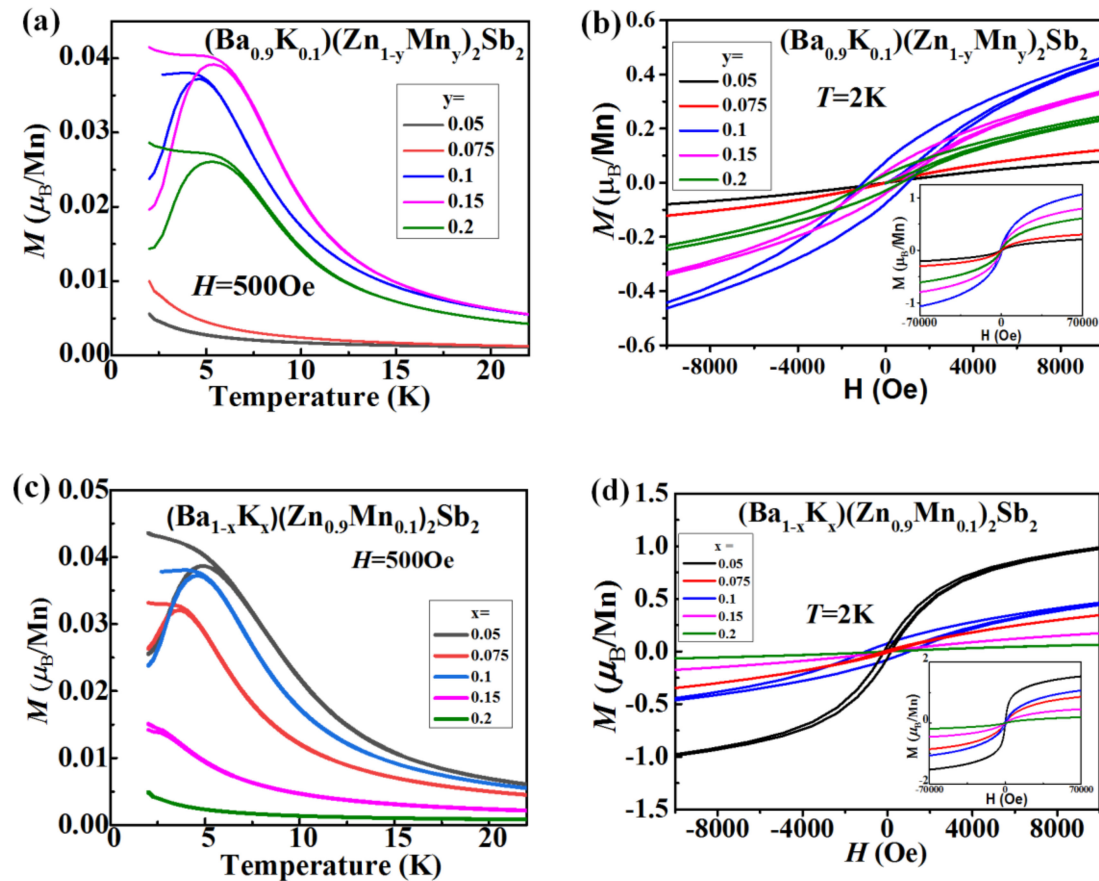 (a)
(Ba0.9K0.1)(Zn1-yMny)2Sb2
y=
0.05
0.075
0.1
0.15
0.2
H=500Oe
M (μB/Mn)
0.04
0.03
0.02
0.01
0.00
5
10
15
20
Temperature (K)
(b)
(Ba0.9K0.1)(Zn1-yMny)2Sb2
y=
0.05
0.075
0.1
0.15
0.2
T=2K
M (μB/Mn)
0.6
0.4
0.2
0.0
-0.2
-0.4
-0.6
-8000
-4000
0
4000
8000
H (Oe)
M (μB/Mn)
1
0
-1
-70000
0
70000
H (Oe)
(c)
(Ba1-xKx)(Zn0.9Mn0.1)2Sb2
H=500Oe
x=
0.05
0.075
0.1
0.15
0.2
M (μB/Mn)
0.05
0.04
0.03
0.02
0.01
0.00
0
5
10
15
20
Temperature (K)
(d)
(Ba1-xKx)(Zn0.9Mn0.1)2Sb2
x =
0.05
0.075
0.1
0.15
0.2
T=2K
M (μB/Mn)
1.5
1.0
0.5
0.0
-0.5
-1.0
-1.5
-8000
-4000
0
4000
8000
H (Oe)
M (μB/Mn)
2
0
-2
-70000
0
70000
H (Oe)